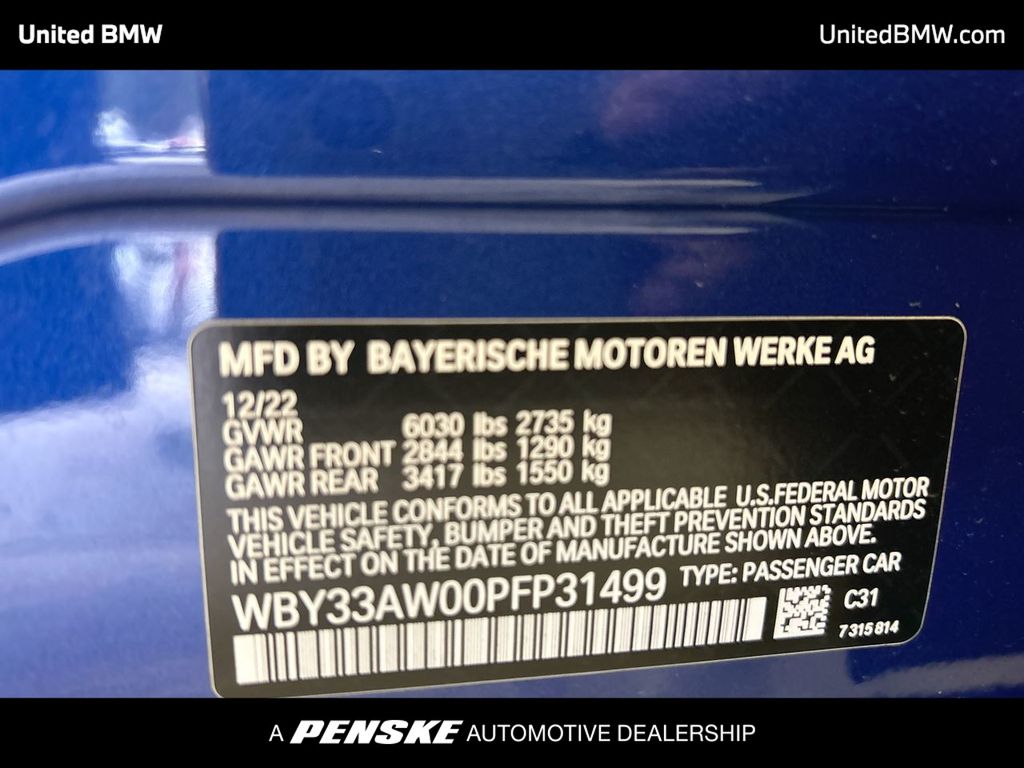 United BMW
UnitedBMW.com
MFD BY BAYERISCHE MOTOREN WERKE AG
12/22
GVWR 6030 lbs 2735 kg
GAWR FRONT 2844 lbs 1290 kg
GAWR REAR 3417 lbs 1550 kg
THIS VEHICLE CONFORMS TO ALL APPLICABLE U.S.FEDERAL MOTOR
VEHICLE SAFETY, BUMPER AND THEFT PREVENTION STANDARDS
IN EFFECT ON THE DATE OF MANUFACTURE SHOWN ABOVE.
WBY33AW00PFP31499 TYPE: PASSENGER CAR
C31
7315814
A PENSKE AUTOMOTIVE DEALERSHIP